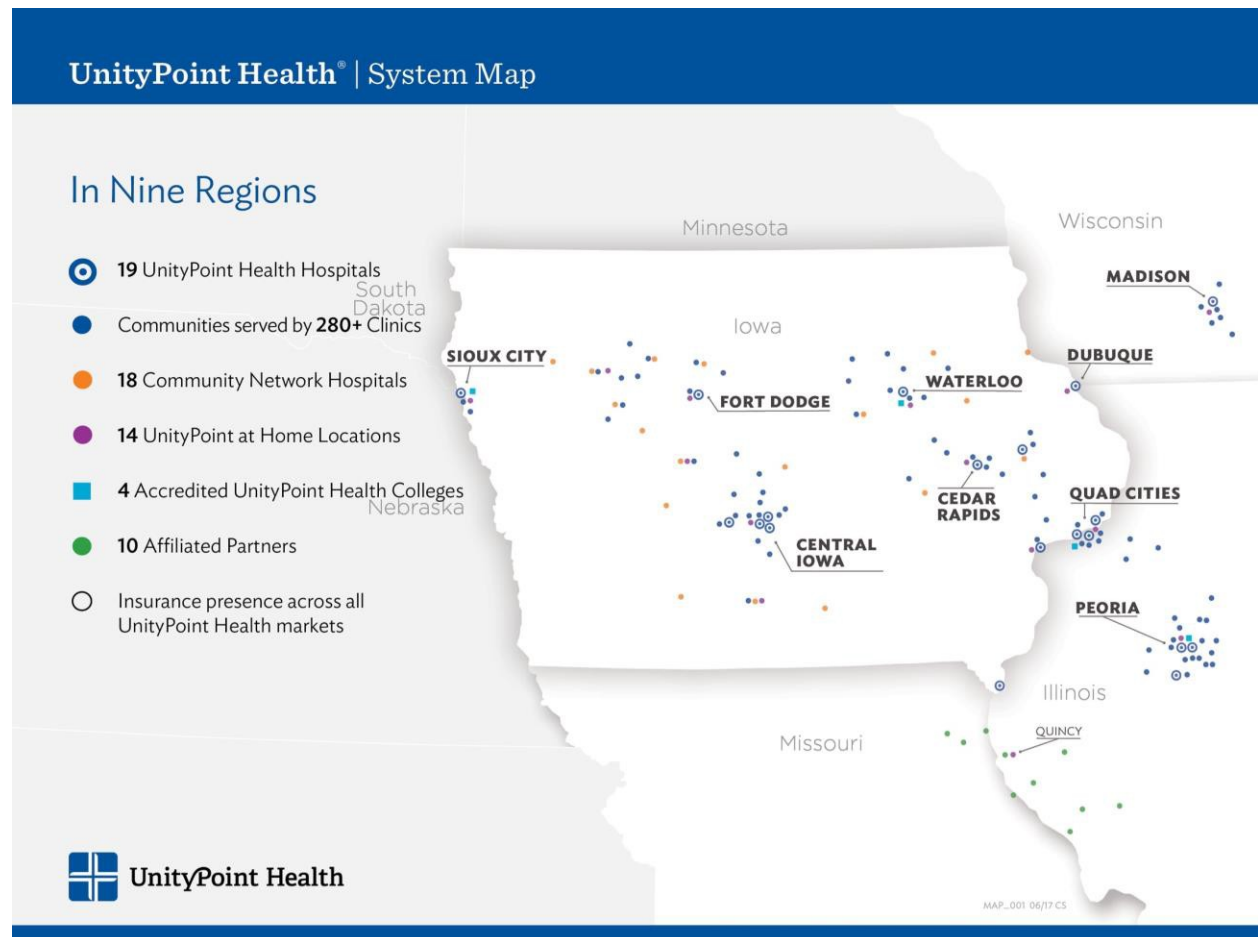 UnityPoint Health® | System Map
In Nine Regions
19 UnityPoint Health Hospitals
Communities served by 280+ Clinics
18 Community Network Hospitals
14 UnityPoint at Home Locations
4 Accredited UnityPoint Health Colleges
10 Affiliated Partners
Insurance presence across all
UnityPoint Health markets
South
Dakota
Nebraska
Minnesota
Wisconsin
Iowa
Missouri
Illinois
SIOUX CITY
FORT DODGE
WATERLOO
DUBUQUE
MADISON
CEDAR
RAPIDS
QUAD CITIES
CENTRAL
IOWA
PEORIA
QUINCY
UnityPoint Health
MAP_001 06/17 CS